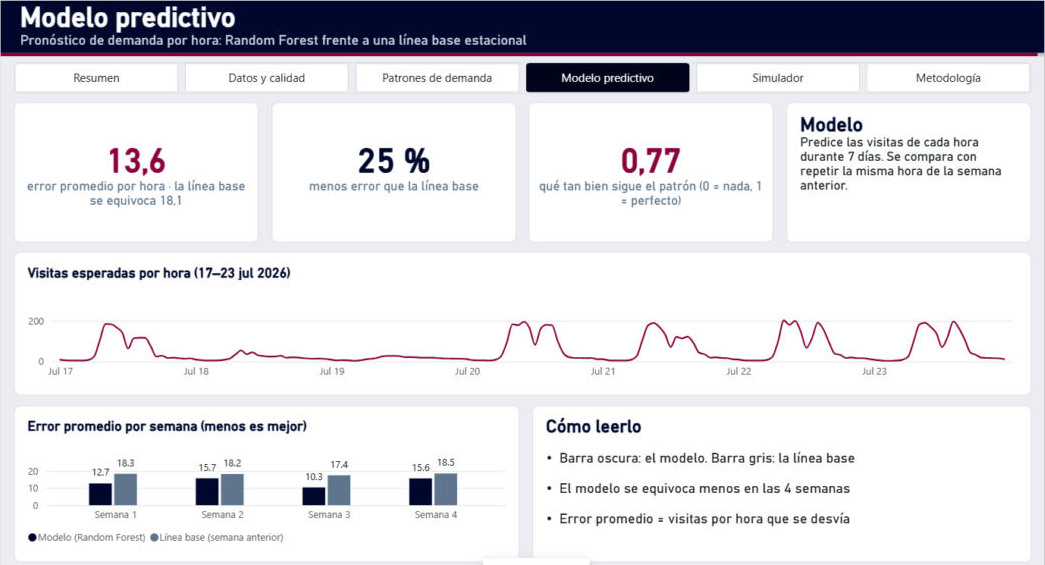 Modelo predictivo
Pronóstico de demanda por hora: Random Forest frente a una línea base estacional
Resumen
Datos y calidad
Patrones de demanda
Modelo predictivo
Simulador
Metodología
13,6
error promedio por hora · la línea base
se equivoca 18,1
25 %
menos error que la línea base
0,77
qué tan bien sigue el patrón (0 = nada, 1
= perfecto)
Modelo
Predice las visitas de cada hora
durante 7 días. Se compara con
repetir la misma hora de la semana
anterior.
Visitas esperadas por hora (17–23 jul 2026)
200
0
Jul 17
Jul 18
Jul 19
Jul 20
Jul 21
Jul 22
Jul 23
Error promedio por semana (menos es mejor)
20
10
0
12.7
18.3
15.7
18.2
10.3
17.4
15.6
18.5
Semana 1
Semana 2
Semana 3
Semana 4
Modelo (Random Forest)
Línea base (semana anterior)
Cómo leerlo
• Barra oscura: el modelo. Barra gris: la línea base
• El modelo se equivoca menos en las 4 semanas
• Error promedio = visitas por hora que se desvía